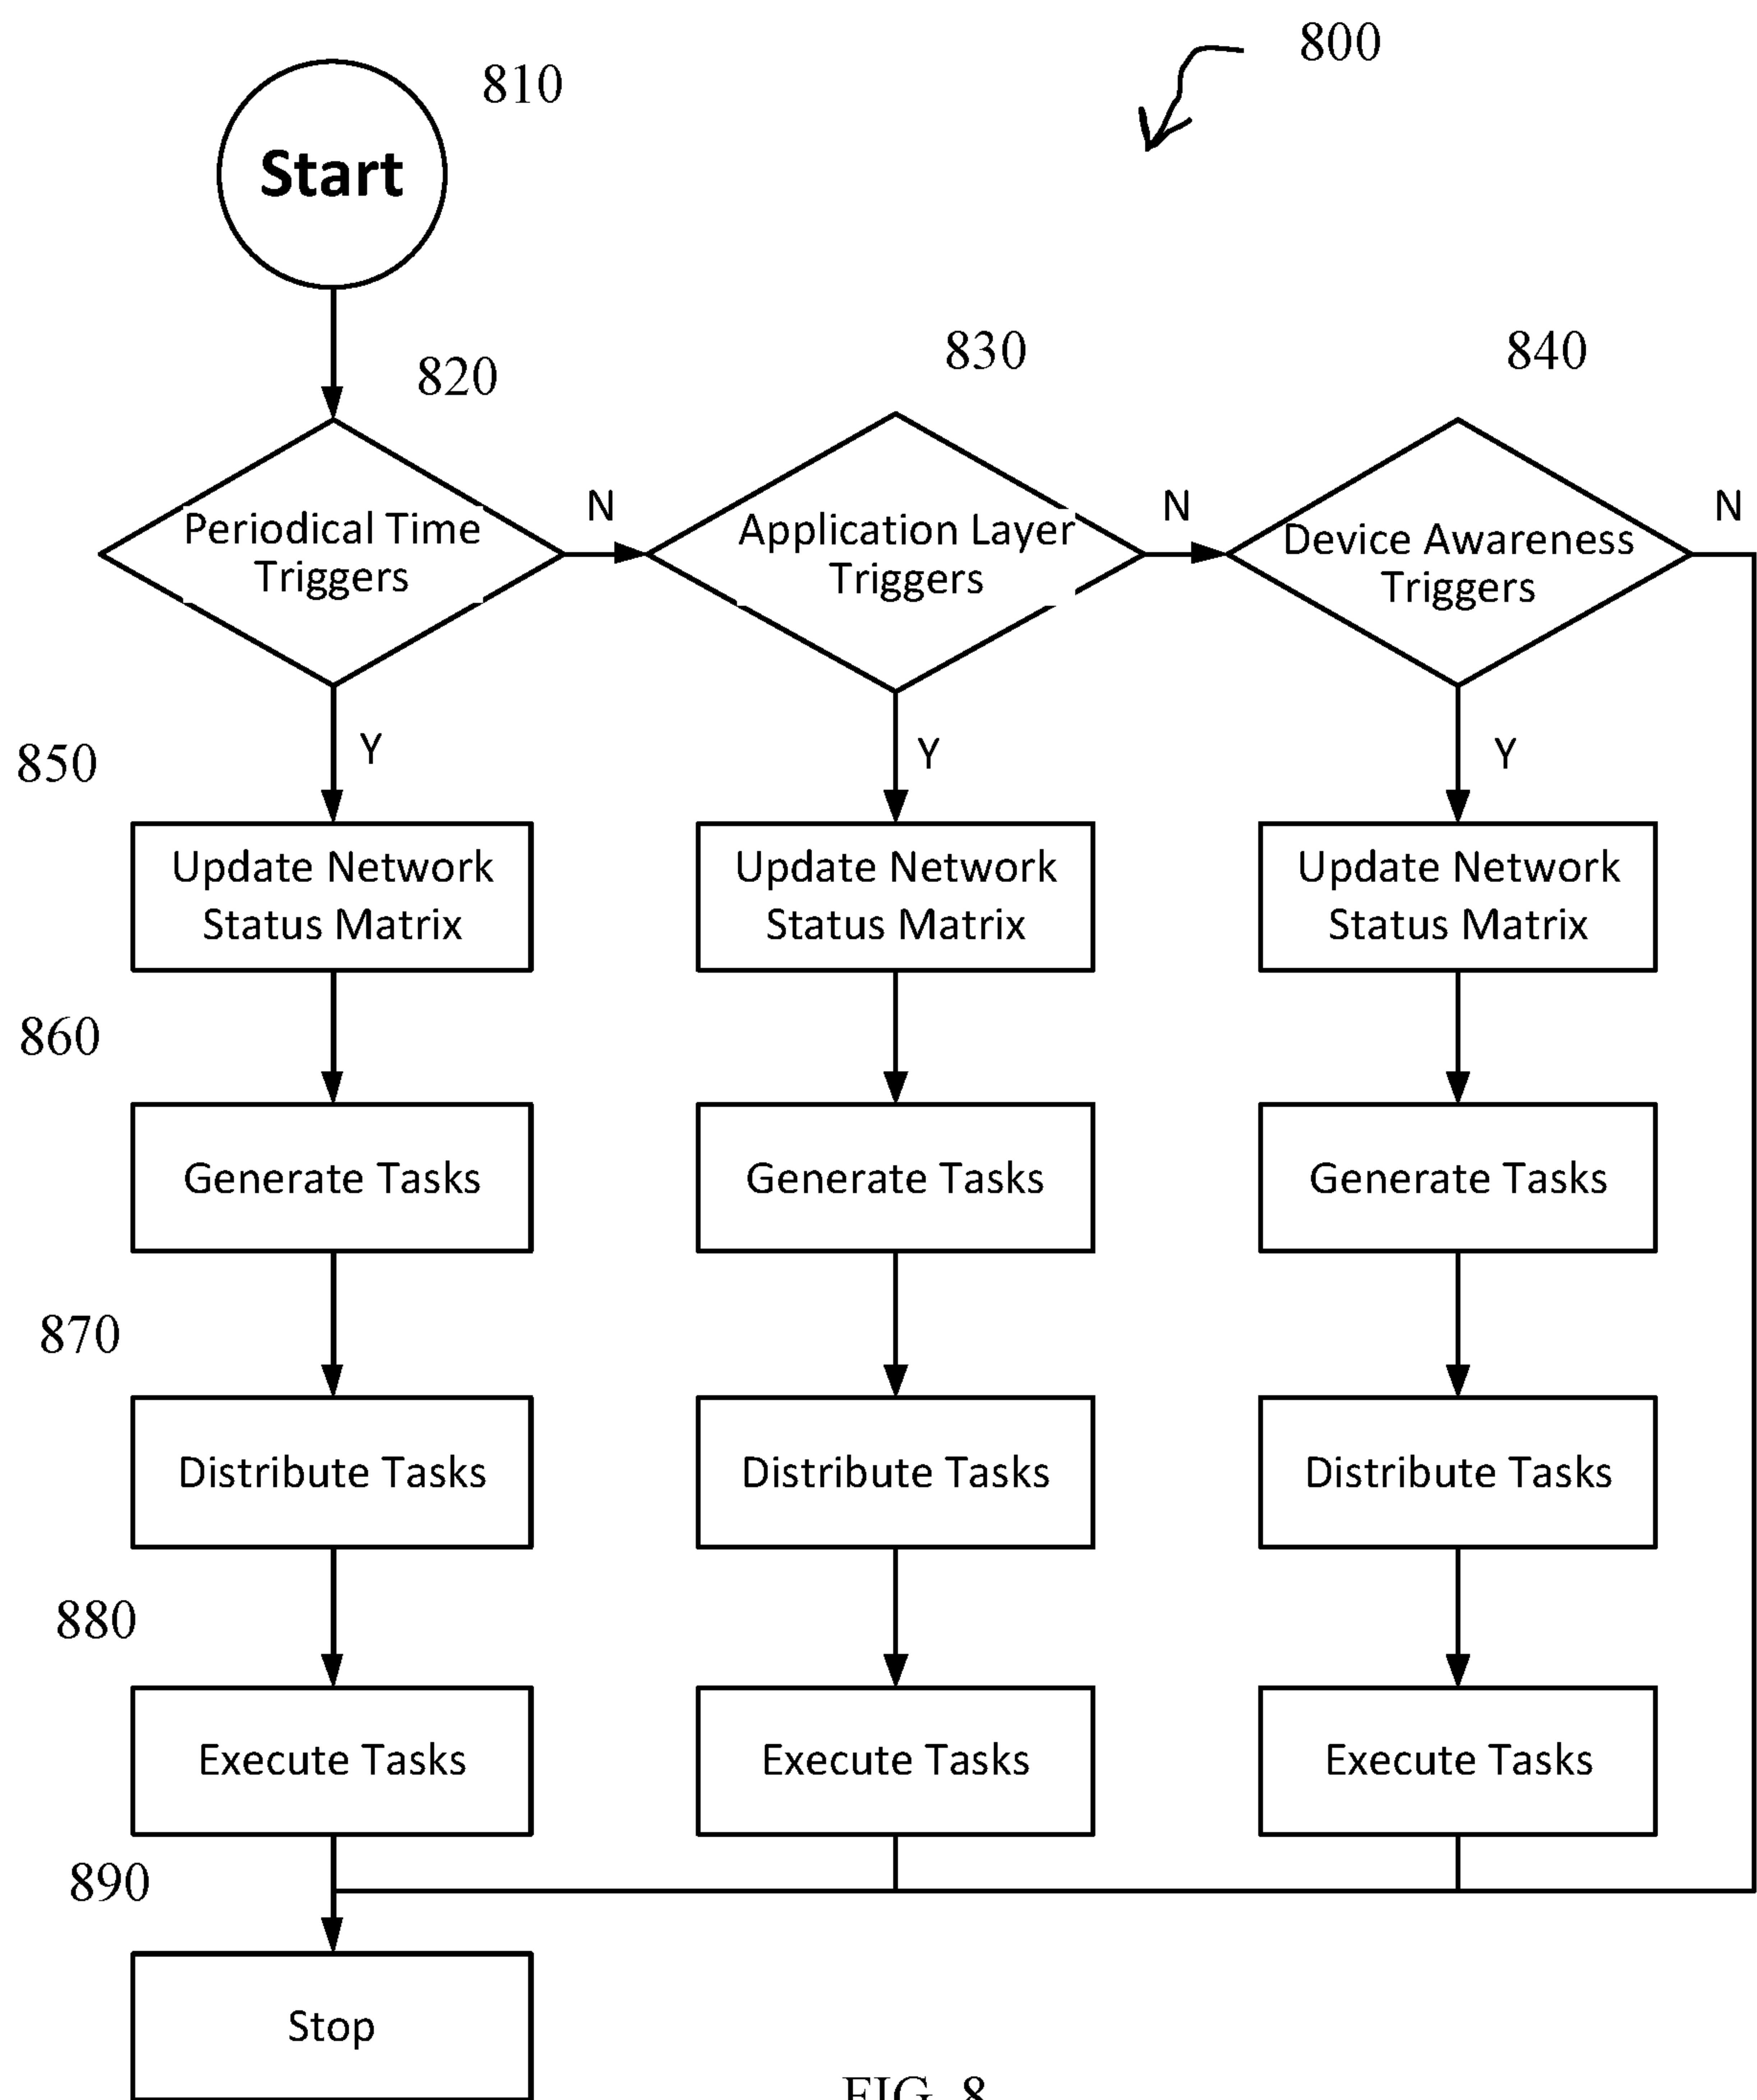 800
810
Start
820
830
840
Periodical Time
Triggers
N
Application Layer
Triggers
N
Device Awareness
Triggers
N
Y
Y
Y
850
Update Network
Status Matrix
Update Network
Status Matrix
Update Network
Status Matrix
860
Generate Tasks
Generate Tasks
Generate Tasks
870
Distribute Tasks
Distribute Tasks
Distribute Tasks
880
Execute Tasks
Execute Tasks
Execute Tasks
890
Stop
FIG. 8